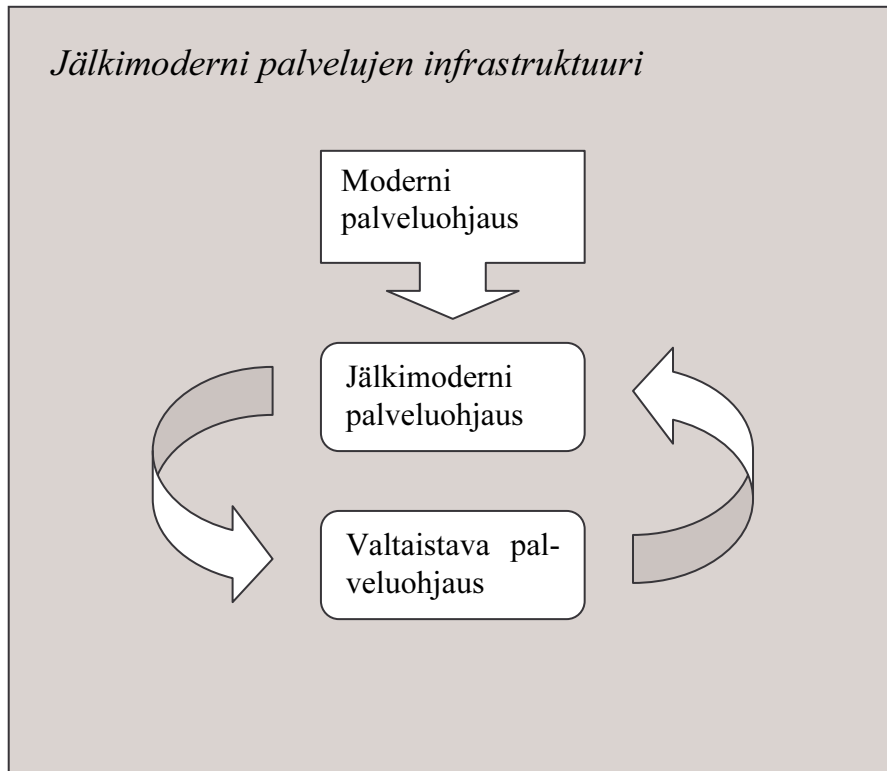 Jälkimoderni palvelujen infrastruktuuri
Moderni
palveluohjaus
Jälkimoderni
palveluohjaus
Valtaistava pal-
veluohjaus